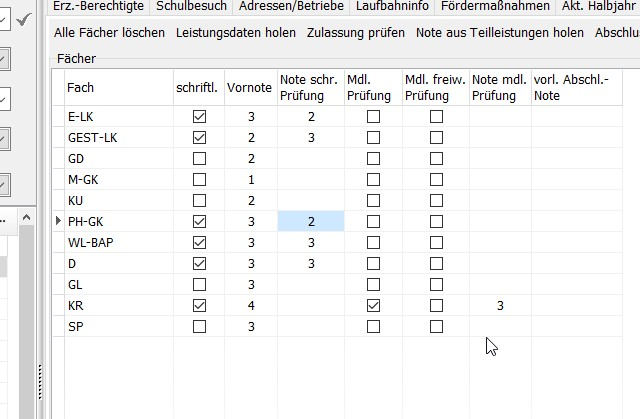 Erz.-Berechtigte Schulbesuch Adressen/Betriebe Laufbahninfo Fördermaßnahmen Akt. Halbjahr
Alle Fächer löschen Leistungsdaten holen Zulassung prüfen Note aus Teilleistungen holen
Fächer
Fach schriftl. Vornote Note schr. Prüfung Mdl. Prüfung Mdl. freiw. Prüfung Note mdl. Prüfung vorl. Abschl.-Note
E-LK 3 2
GEST-LK 2 3
GD 2
M-GK 1
KU 2
PH-GK 3 2
WL-BAP 3 3
D 3 3
GL 3
KR 4 3
SP 3